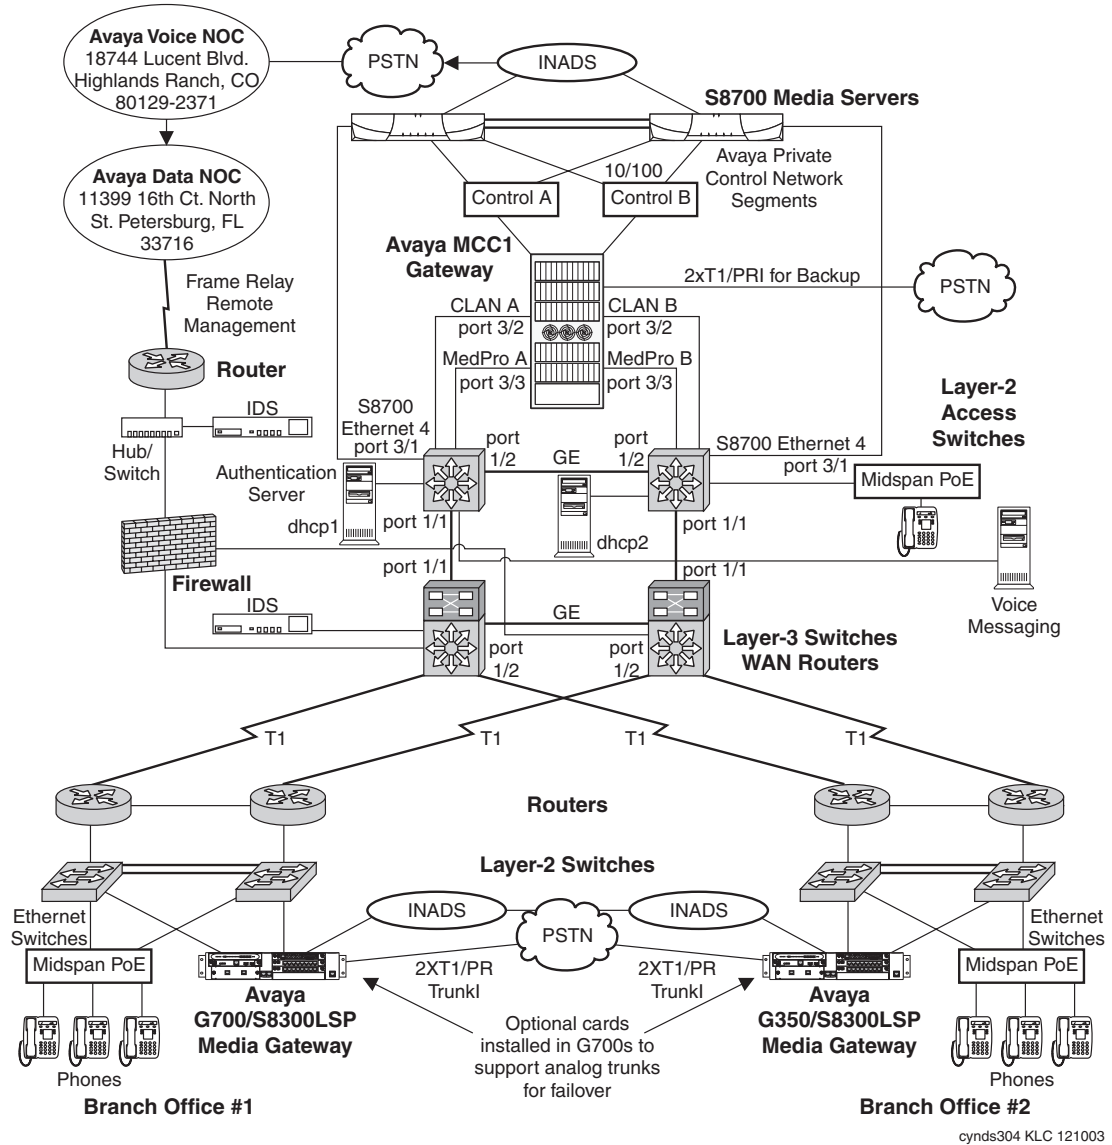 Avaya Voice NOC
18744 Lucent Blvd.
Highlands Ranch, CO
80129-2371
PSTN
INADS
S8700 Media Servers
Avaya Data NOC
11399 16th Ct. North
St. Petersburg, FL
33716
10/100
Avaya Private
Control Network
Segments
Control A
Control B
Avaya MCC1
Gateway
2xT1/PRI for Backup
PSTN
Frame Relay
Remote
Management
CLAN A
port 3/2
CLAN B
port 3/2
MedPro A
port 3/3
MedPro B
port 3/3
Router
IDS
Hub/
Switch
S8700
Ethernet 4
port 3/1
port
1/2
GE
port
1/2
S8700 Ethernet 4
port 3/1
Layer-2
Access
Switches
Midspan PoE
Authentication
Server
dhcp1
port 1/1
dhcp2
port 1/1
Firewall
port 1/1
port 1/1
Voice
Messaging
IDS
GE
port
1/2
port
1/2
Layer-3 Switches
WAN Routers
T1
T1
T1
T1
Routers
Layer-2 Switches
INADS
PSTN
INADS
Ethernet
Switches
Midspan PoE
Ethernet
Switches
Midspan PoE
2XT1/PR
TrunkI
2XT1/PR
TrunkI
Avaya
G700/S8300LSP
Media Gateway
Optional cards
installed in G700s to
support analog trunks
for failover
Avaya
G350/S8300LSP
Media Gateway
Phones
Phones
Branch Office #1
Branch Office #2
cynds304 KLC 121003